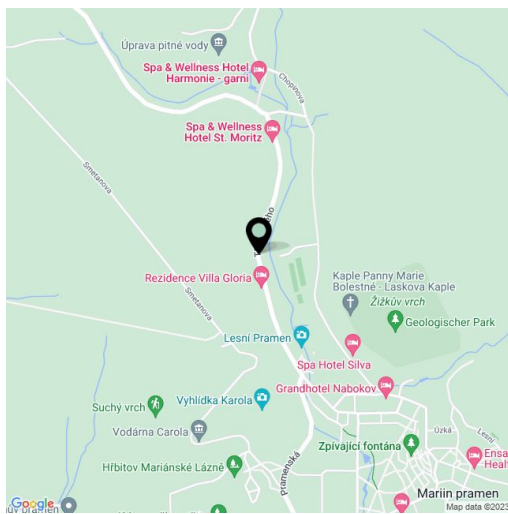 Úprava pitné vody
Spa & Wellness Hotel
Harmonie - garni
Chopinova
Spa & Wellness
Hotel St. Moritz
Smetanova
Rezidence Villa Gloria
Kaple Panny Marie
Bolestné - Laskova Kaple
Žižkův vrch
Geologischer Park
Smetanova
Lesní Pramen
Spa Hotel Silva
Grandhotel Nabokov
Vyhlídka Karola
Suchý vrch
Vodárna Carola
Úzká
Lesní
Zpívající fontána
Ensa
Healt
Hřbitov Mariánské Lázně
Pramenská
Mariin pramen
Google
Map data ©2023